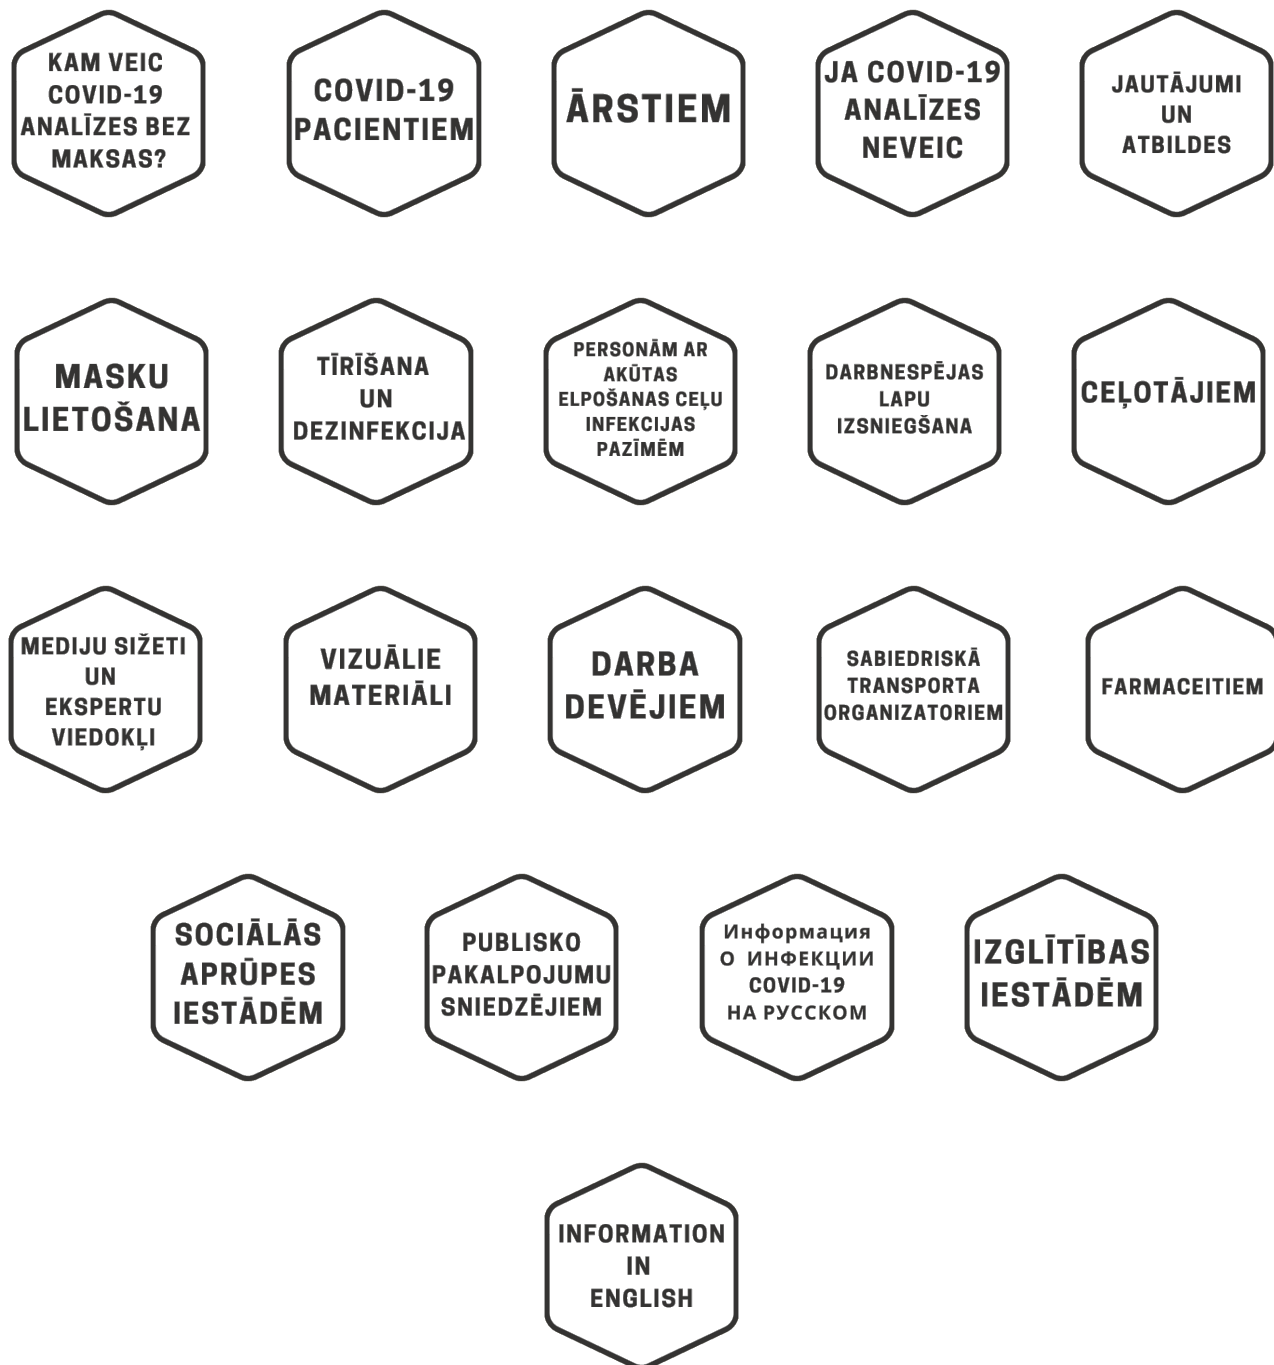 KAM VEIC
COVID-19
ANALĪZES BEZ
MAKSAS?
COVID-19
PACIENTIEM
ĀRSTIEM
JA COVID-19
ANALĪZES
NEVEIC
JAUTĀJUMI
UN
ATBILDES
MASKU
LIETOŠANA
TĪRĪŠANA
UN
DEZINFEKCIJA
PERSONĀM AR
AKŪTAS
ELPOŠANAS CEĻU
INFEKCIJAS
PAZĪMĒM
DARBNESPĒJAS
LAPU
IZSNIEGŠANA
CEĻOTĀJIEM
MEDIJU SIŽETI
UN
EKSPERTU
VIEDOKĻI
VIZUĀLIE
MATERIĀLI
DARBA
DEVĒJIEM
SABIEDRISKĀ
TRANSPORTA
ORGANIZATORIEM
FARMACEITIEM
SOCIĀLĀS
APRŪPES
IESTĀDĒM
PUBLISKO
PAKALPOJUMU
SNIEDZĒJIEM
Информация
О ИНФЕКЦИИ
COVID-19
НА РУССКОМ
IZGLĪTĪBAS
IESTĀDĒM
INFORMATION
IN
ENGLISH